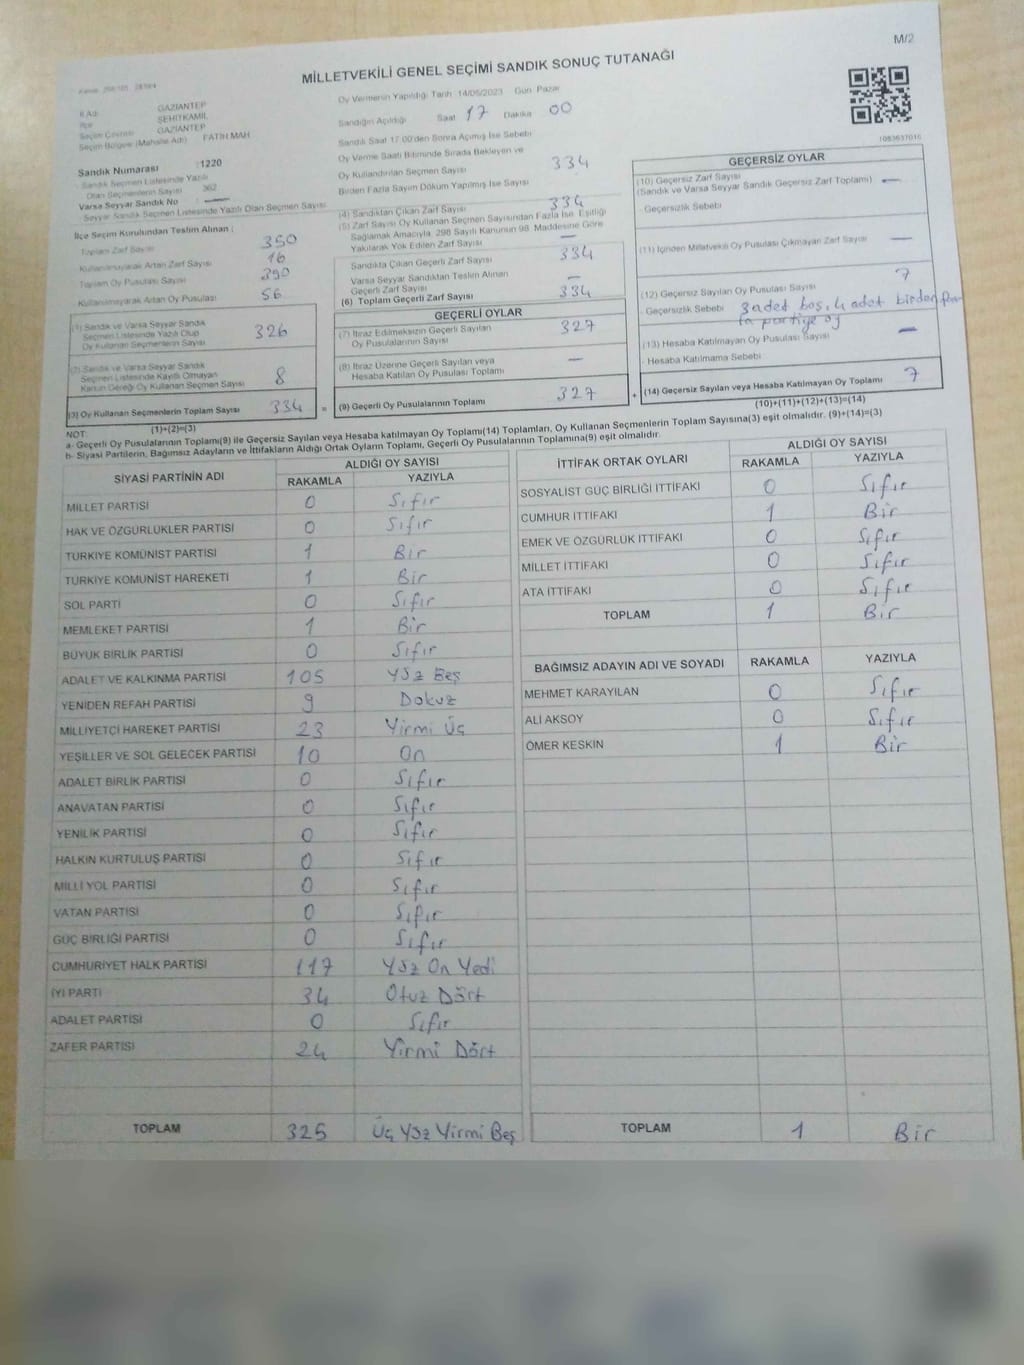 M/2
MİLLETVEKİLİ GENEL SEÇİMİ SANDIK SONUÇ TUTANAĞI
İl Adı GAZİANTEP
İlçe ŞEHİTKAMİL
Seçim Çevresi GAZİANTEP
Seçim Bölgesi (Mahalle Adı) FATİH MAH
Sandık Numarası :1220
Sandık Seçmen Listesinde Yazılı
Olan Seçmenlerin Sayısı 362
Varsa Seyyar Sandık No : —
Seyyar Sandık Seçmen Listesinde Yazılı Olan Seçmen Sayısı
İlçe Seçim Kurulundan Teslim Alınan :
Toplam Zarf Sayısı 350
Kullanılmayarak Artan Zarf Sayısı 16
Toplam Oy Pusulası Sayısı 390
Kullanılmayarak Artan Oy Pusulası 56
(1) Sandık ve Varsa Seyyar Sandık
Seçmen Listesinde Yazılı Olup
Oy Kullanan Seçmenlerin Sayısı 326
(2) Sandık ve Varsa Seyyar Sandık
Seçmen Listesinde Kayıtlı Olmayan
Kanun Gereği Oy Kullanan Seçmen Sayısı 8
(3) Oy Kullanan Seçmenlerin Toplam Sayısı 334 =
(1)+(2)=(3)
Oy Vermenin Yapıldığı Tarih 14/05/2023 Gün Pazar
Sandığın Açıldığı Saat 17 Dakika 00
Sandık Saat 17:00'den Sonra Açımış İse Sebebi
Oy Verme Saati Bitiminde Sırada Bekleyen ve
Oy Kullandırılan Seçmen Sayısı 334
Birden Fazla Sayım Döküm Yapılmış İse Sayısı
(4) Sandıktan Çıkan Zarf Sayısı 334
(5) Zarf Sayısı Oy Kullanan Seçmen Sayısından Fazla İse, Eşitliği
Sağlamak Amacıyla, 298 Sayılı Kanunun 98. Maddesine Göre
Yakılarak Yok Edilen Zarf Sayısı —
Sandıkta Çıkan Geçerli Zarf Sayısı 334
Varsa Seyyar Sandıktan Teslim Alınan
Geçerli Zarf Sayısı —
(6) Toplam Geçerli Zarf Sayısı 334
GEÇERLİ OYLAR
(7) İtiraz Edilmeksizin Geçerli Sayılan
Oy Pusulalarının Sayısı 327
(8) İtiraz Üzerine Geçerli Sayılan veya
Hesaba Katılan Oy Pusulası Toplamı —
(9) Geçerli Oy Pusulalarının Toplamı 327 +
1083637016
GEÇERSİZ OYLAR
(10) Geçersiz Zarf Sayısı
(Sandık ve Varsa Seyyar Sandık Geçersiz Zarf Toplamı) —
Geçersizlik Sebebi
(11) İçinden Milletvekili Oy Pusulası Çıkmayan Zarf Sayısı —
(12) Geçersiz Sayılan Oy Pusulası Sayısı 7
Geçersizlik Sebebi 3 adet boş, 4 adet birden faz
la partiye oy
(13) Hesaba Katılmayan Oy Pusulası Sayısı —
Hesaba Katılmama Sebebi
(14) Geçersiz Sayılan veya Hesaba Katılmayan Oy Toplamı 7
(10)+(11)+(12)+(13)=(14)
NOT:
a- Geçerli Oy Pusulalarının Toplamı(9) ile Geçersiz Sayılan veya Hesaba katılmayan Oy Toplamı(14) Toplamları, Oy Kullanan Seçmenlerin Toplam Sayısına(3) eşit olmalıdır. (9)+(14)=(3)
b- Siyasi Partilerin, Bağımsız Adayların ve İttifakların Aldığı Ortak Oyların Toplamı, Geçerli Oy Pusulalarının Toplamına(9) eşit olmalıdır.
SİYASİ PARTİNİN ADI ALDIĞI OY SAYISI
RAKAMLA YAZIYLA
MİLLET PARTİSİ 0 Sıfır
HAK VE ÖZGÜRLÜKLER PARTİSİ 0 Sıfır
TÜRKİYE KOMÜNİST PARTİSİ 1 Bir
TÜRKİYE KOMÜNİST HAREKETİ 1 Bir
SOL PARTİ 0 Sıfır
MEMLEKET PARTİSİ 1 Bir
BÜYÜK BİRLİK PARTİSİ 0 Sıfır
ADALET VE KALKINMA PARTİSİ 105 Yüz Beş
YENİDEN REFAH PARTİSİ 9 Dokuz
MİLLİYETÇİ HAREKET PARTİSİ 23 Yirmi Üç
YEŞİLLER VE SOL GELECEK PARTİSİ 10 On
ADALET BİRLİK PARTİSİ 0 Sıfır
ANAVATAN PARTİSİ 0 Sıfır
YENİLİK PARTİSİ 0 Sıfır
HALKIN KURTULUŞ PARTİSİ 0 Sıfır
MİLLİ YOL PARTİSİ 0 Sıfır
VATAN PARTİSİ 0 Sıfır
GÜÇ BİRLİĞİ PARTİSİ 0 Sıfır
CUMHURİYET HALK PARTİSİ 117 Yüz On Yedi
İYİ PARTİ 34 Otuz Dört
ADALET PARTİSİ 0 Sıfır
ZAFER PARTİSİ 24 Yirmi Dört
TOPLAM 325 Üç Yüz Yirmi Beş
İTTİFAK ORTAK OYLARI ALDIĞI OY SAYISI
RAKAMLA YAZIYLA
SOSYALİST GÜÇ BİRLİĞİ İTTİFAKI 0 Sıfır
CUMHUR İTTİFAKI 1 Bir
EMEK VE ÖZGÜRLÜK İTTİFAKI 0 Sıfır
MİLLET İTTİFAKI 0 Sıfır
ATA İTTİFAKI 0 Sıfır
TOPLAM 1 Bir
BAĞIMSIZ ADAYIN ADI VE SOYADI RAKAMLA YAZIYLA
MEHMET KARAYILAN 0 Sıfır
ALİ AKSOY 0 Sıfır
ÖMER KESKİN 1 Bir
TOPLAM 1 Bir